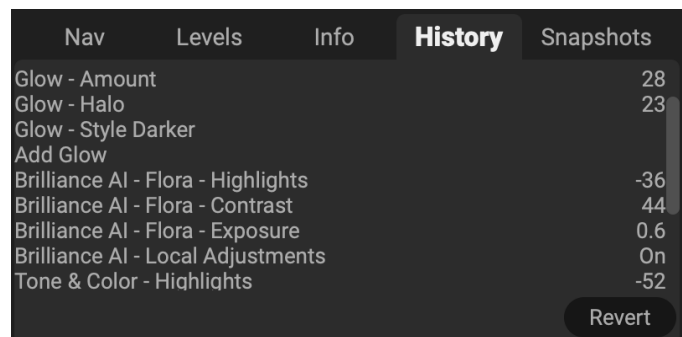 Nav Levels Info History Snapshots
Glow - Amount 28
Glow - Halo 23
Glow - Style Darker
Add Glow
Brilliance AI - Flora - Highlights -36
Brilliance AI - Flora - Contrast 44
Brilliance AI - Flora - Exposure 0.6
Brilliance AI - Local Adjustments On
Tone & Color - Highlights -52
Revert